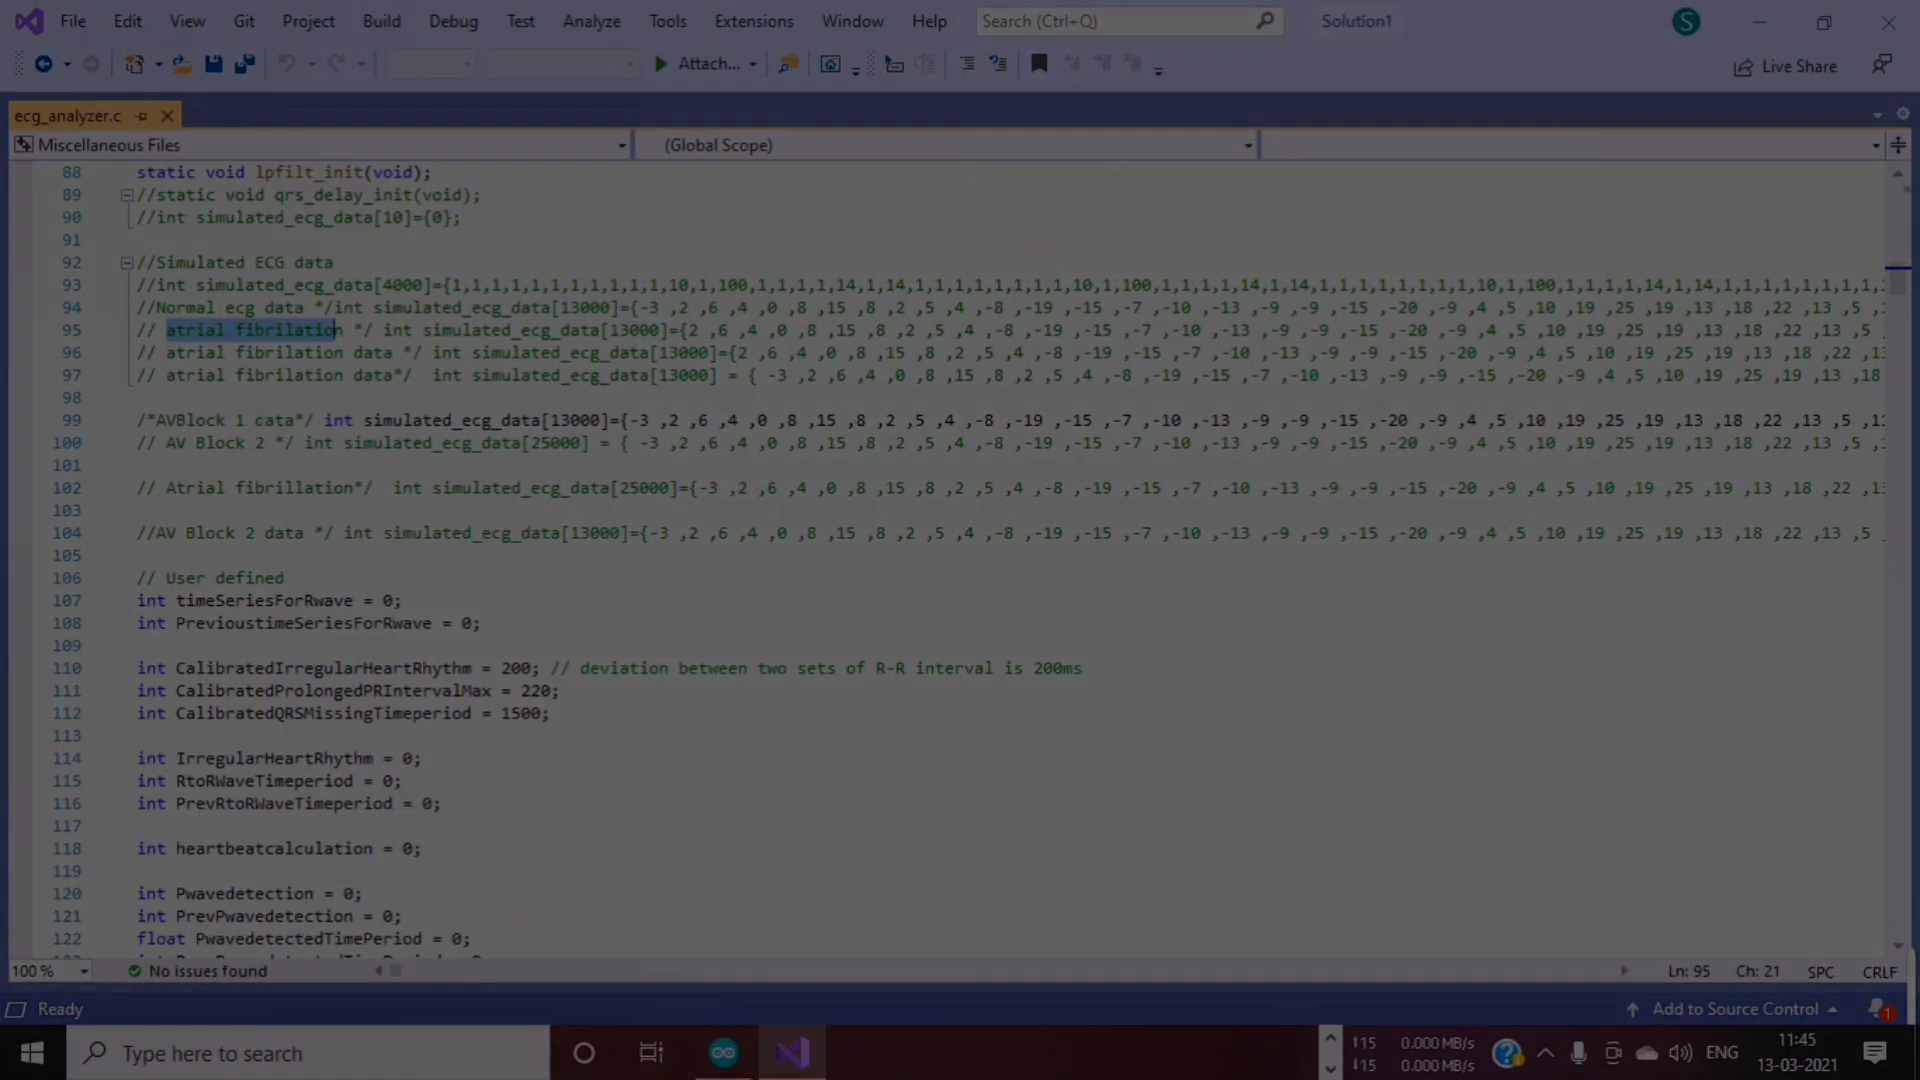 File Edit View Git Project Build Debug Test Analyze Tools Extensions Window Help Search (Ctrl+Q) Solution1 S
Attach... Live Share
ecg_analyzer.c
Miscellaneous Files (Global Scope)
88 static void lpfilt_init(void);
89 //static void qrs_delay_init(void);
90 //int simulated_ecg_data[10]={0};
91
92 //Simulated ECG data
93 //int simulated_ecg_data[4000]={1,1,1,1,1,1,1,1,1,1,1,10,1,100,1,1,1,1,14,1,14,1,1,1,1,1,1,1,1,10,1,100,1,1,1,1,14,1,14,1,1,1,1,1,1,1,1,10,1,100,1,1,1,1,14,1,14,1,1,1,1,1,
94 //Normal ecg data */int simulated_ecg_data[13000]={-3 ,2 ,6 ,4 ,0 ,8 ,15 ,8 ,2 ,5 ,4 ,-8 ,-19 ,-15 ,-7 ,-10 ,-13 ,-9 ,-9 ,-15 ,-20 ,-9 ,4 ,5 ,10 ,19 ,25 ,19 ,13 ,18 ,22 ,13 ,5 ,
95 // atrial fibrilation */ int simulated_ecg_data[13000]={2 ,6 ,4 ,0 ,8 ,15 ,8 ,2 ,5 ,4 ,-8 ,-19 ,-15 ,-7 ,-10 ,-13 ,-9 ,-9 ,-15 ,-20 ,-9 ,4 ,5 ,10 ,19 ,25 ,19 ,13 ,18 ,22 ,13 ,5
96 // atrial fibrilation data */ int simulated_ecg_data[13000]={2 ,6 ,4 ,0 ,8 ,15 ,8 ,2 ,5 ,4 ,-8 ,-19 ,-15 ,-7 ,-10 ,-13 ,-9 ,-9 ,-15 ,-20 ,-9 ,4 ,5 ,10 ,19 ,25 ,19 ,13 ,18 ,22 ,13
97 // atrial fibrilation data*/ int simulated_ecg_data[13000] = { -3 ,2 ,6 ,4 ,0 ,8 ,15 ,8 ,2 ,5 ,4 ,-8 ,-19 ,-15 ,-7 ,-10 ,-13 ,-9 ,-9 ,-15 ,-20 ,-9 ,4 ,5 ,10 ,19 ,25 ,19 ,13 ,18
98
99 /*AVBlock 1 cata*/ int simulated_ecg_data[13000]={-3 ,2 ,6 ,4 ,0 ,8 ,15 ,8 ,2 ,5 ,4 ,-8 ,-19 ,-15 ,-7 ,-10 ,-13 ,-9 ,-9 ,-15 ,-20 ,-9 ,4 ,5 ,10 ,19 ,25 ,19 ,13 ,18 ,22 ,13 ,5
100 // AV Block 2 */ int simulated_ecg_data[25000] = { -3 ,2 ,6 ,4 ,0 ,8 ,15 ,8 ,2 ,5 ,4 ,-8 ,-19 ,-15 ,-7 ,-10 ,-13 ,-9 ,-9 ,-15 ,-20 ,-9 ,4 ,5 ,10 ,19 ,25 ,19 ,13 ,18 ,22 ,13 ,5
101
102 // Atrial fibrillation*/ int simulated_ecg_data[25000]={-3 ,2 ,6 ,4 ,0 ,8 ,15 ,8 ,2 ,5 ,4 ,-8 ,-19 ,-15 ,-7 ,-10 ,-13 ,-9 ,-9 ,-15 ,-20 ,-9 ,4 ,5 ,10 ,19 ,25 ,19 ,13 ,18 ,22 ,13
103
104 //AV Block 2 data */ int simulated_ecg_data[13000]={-3 ,2 ,6 ,4 ,0 ,8 ,15 ,8 ,2 ,5 ,4 ,-8 ,-19 ,-15 ,-7 ,-10 ,-13 ,-9 ,-9 ,-15 ,-20 ,-9 ,4 ,5 ,10 ,19 ,25 ,19 ,13 ,18 ,22 ,13 ,5 ,
105
106 // User defined
107 int timeSeriesForRwave = 0;
108 int PrevioustimeSeriesForRwave = 0;
109
110 int CalibratedIrregularHeartRhythm = 200; // deviation between two sets of R-R interval is 200ms
111 int CalibratedProlongedPRIntervalMax = 220;
112 int CalibratedQRSMissingTimeperiod = 1500;
113
114 int IrregularHeartRhythm = 0;
115 int RtoRWaveTimeperiod = 0;
116 int PrevRtoRWaveTimeperiod = 0;
117
118 int heartbeatcalculation = 0;
119
120 int Pwavedetection = 0;
121 int PrevPwavedetection = 0;
122 float PwavedetectedTimePeriod = 0;
100 % No issues found Ln: 95 Ch: 21 SPC CRLF
Ready Add to Source Control 1
Type here to search ENG
15 0.000 MB/s 11:45
15 0.000 MB/s 13-03-2021